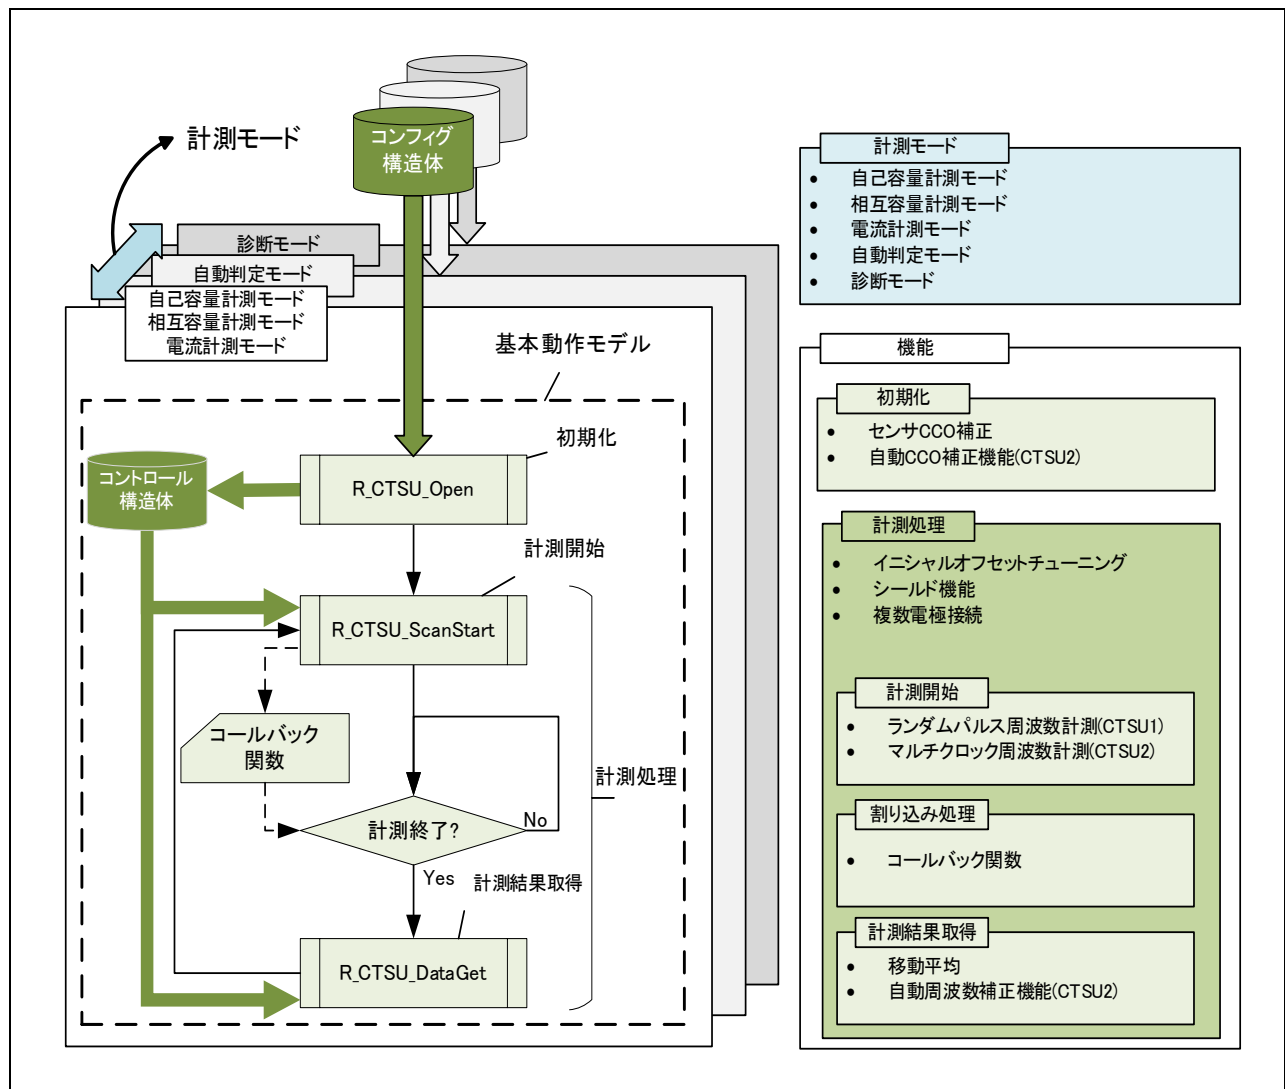 計測モード
コンフィグ
構造体
診断モード
自動判定モード
自己容量計測モード
相互容量計測モード
電流計測モード
基本動作モデル
初期化
コントロール
構造体
R_CTSU_Open
計測開始
R_CTSU_ScanStart
コールバック
関数
計測処理
計測終了?
No
Yes
計測結果取得
R_CTSU_DataGet
計測モード
• 自己容量計測モード
• 相互容量計測モード
• 電流計測モード
• 自動判定モード
• 診断モード
機能
初期化
• センサCCO補正
• 自動CCO補正機能(CTSU2)
計測処理
• イニシャルオフセットチューニング
• シールド機能
• 複数電極接続
計測開始
• ランダムパルス周波数計測(CTSU1)
• マルチクロック周波数計測(CTSU2)
割り込み処理
• コールバック関数
計測結果取得
• 移動平均
• 自動周波数補正機能(CTSU2)